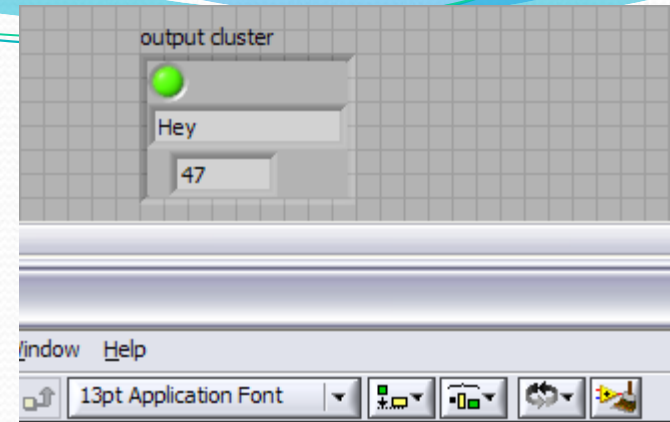 output cluster
Hey
47
Window Help
13pt Application Font